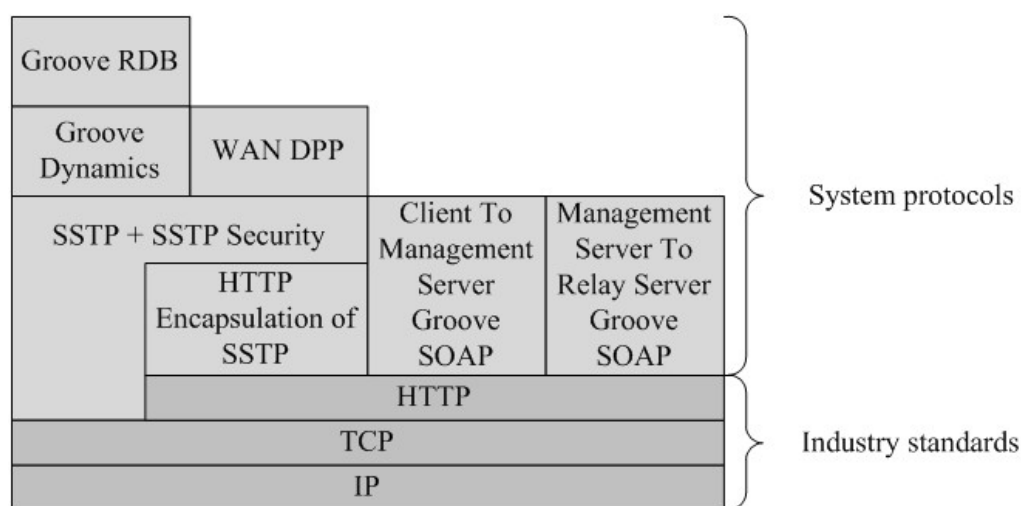 Groove RDB
Groove
Dynamics
WAN DPP
SSTP + SSTP Security
HTTP
Encapsulation of
SSTP
Client To
Management
Server
Groove
SOAP
Management
Server To
Relay Server
Groove
SOAP
System protocols
HTTP
TCP
IP
Industry standards